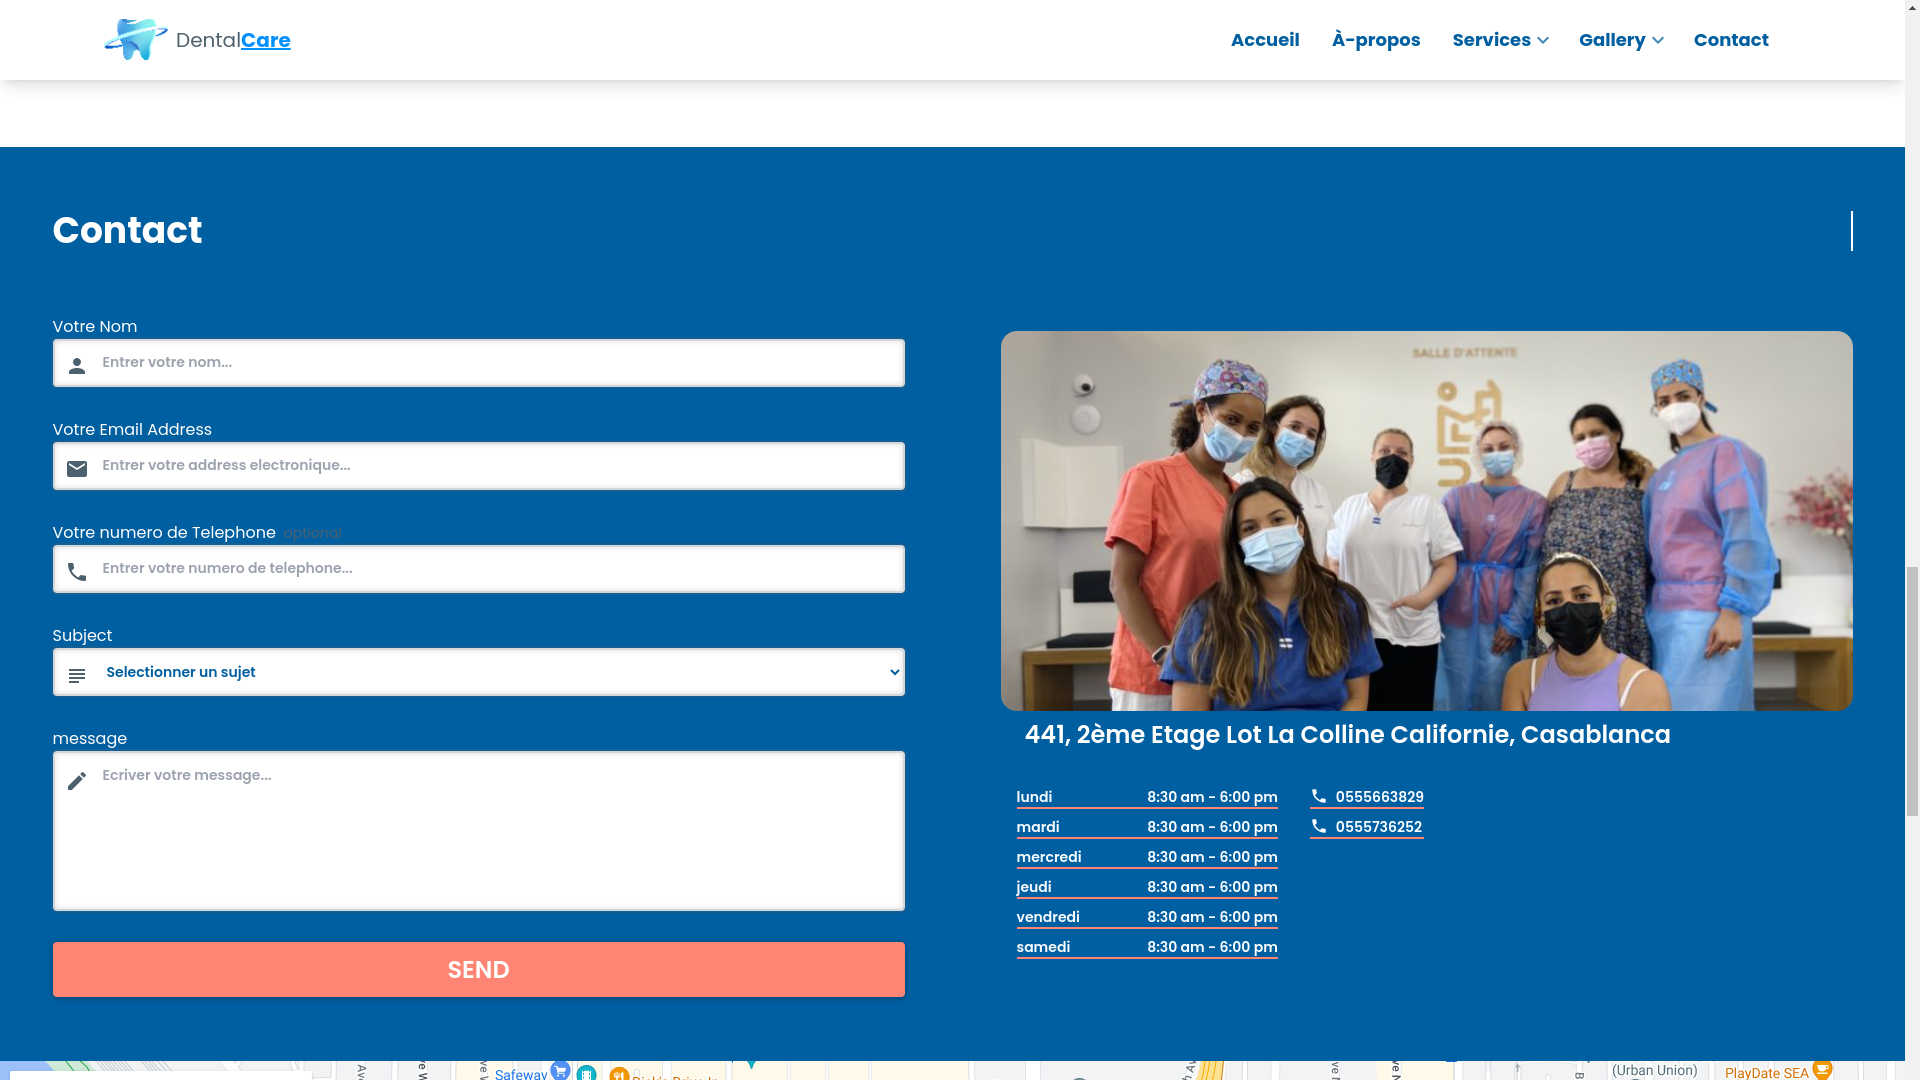 DentalCare
Accueil
À-propos
Services
Gallery
Contact
Contact
Votre Nom
Entrer votre nom...
Votre Email Address
Entrer votre address electronique...
Votre numero de Telephone optional
Entrer votre numero de telephone...
Subject
Selectionner un sujet
message
Ecriver votre message...
SEND
SALLE D'ATTENTE
441, 2ème Etage Lot La Colline Californie, Casablanca
lundi 8:30 am - 6:00 pm
mardi 8:30 am - 6:00 pm
mercredi 8:30 am - 6:00 pm
jeudi 8:30 am - 6:00 pm
vendredi 8:30 am - 6:00 pm
samedi 8:30 am - 6:00 pm
0555663829
0555736252
Safeway
(Urban Union)
PlayDate SEA